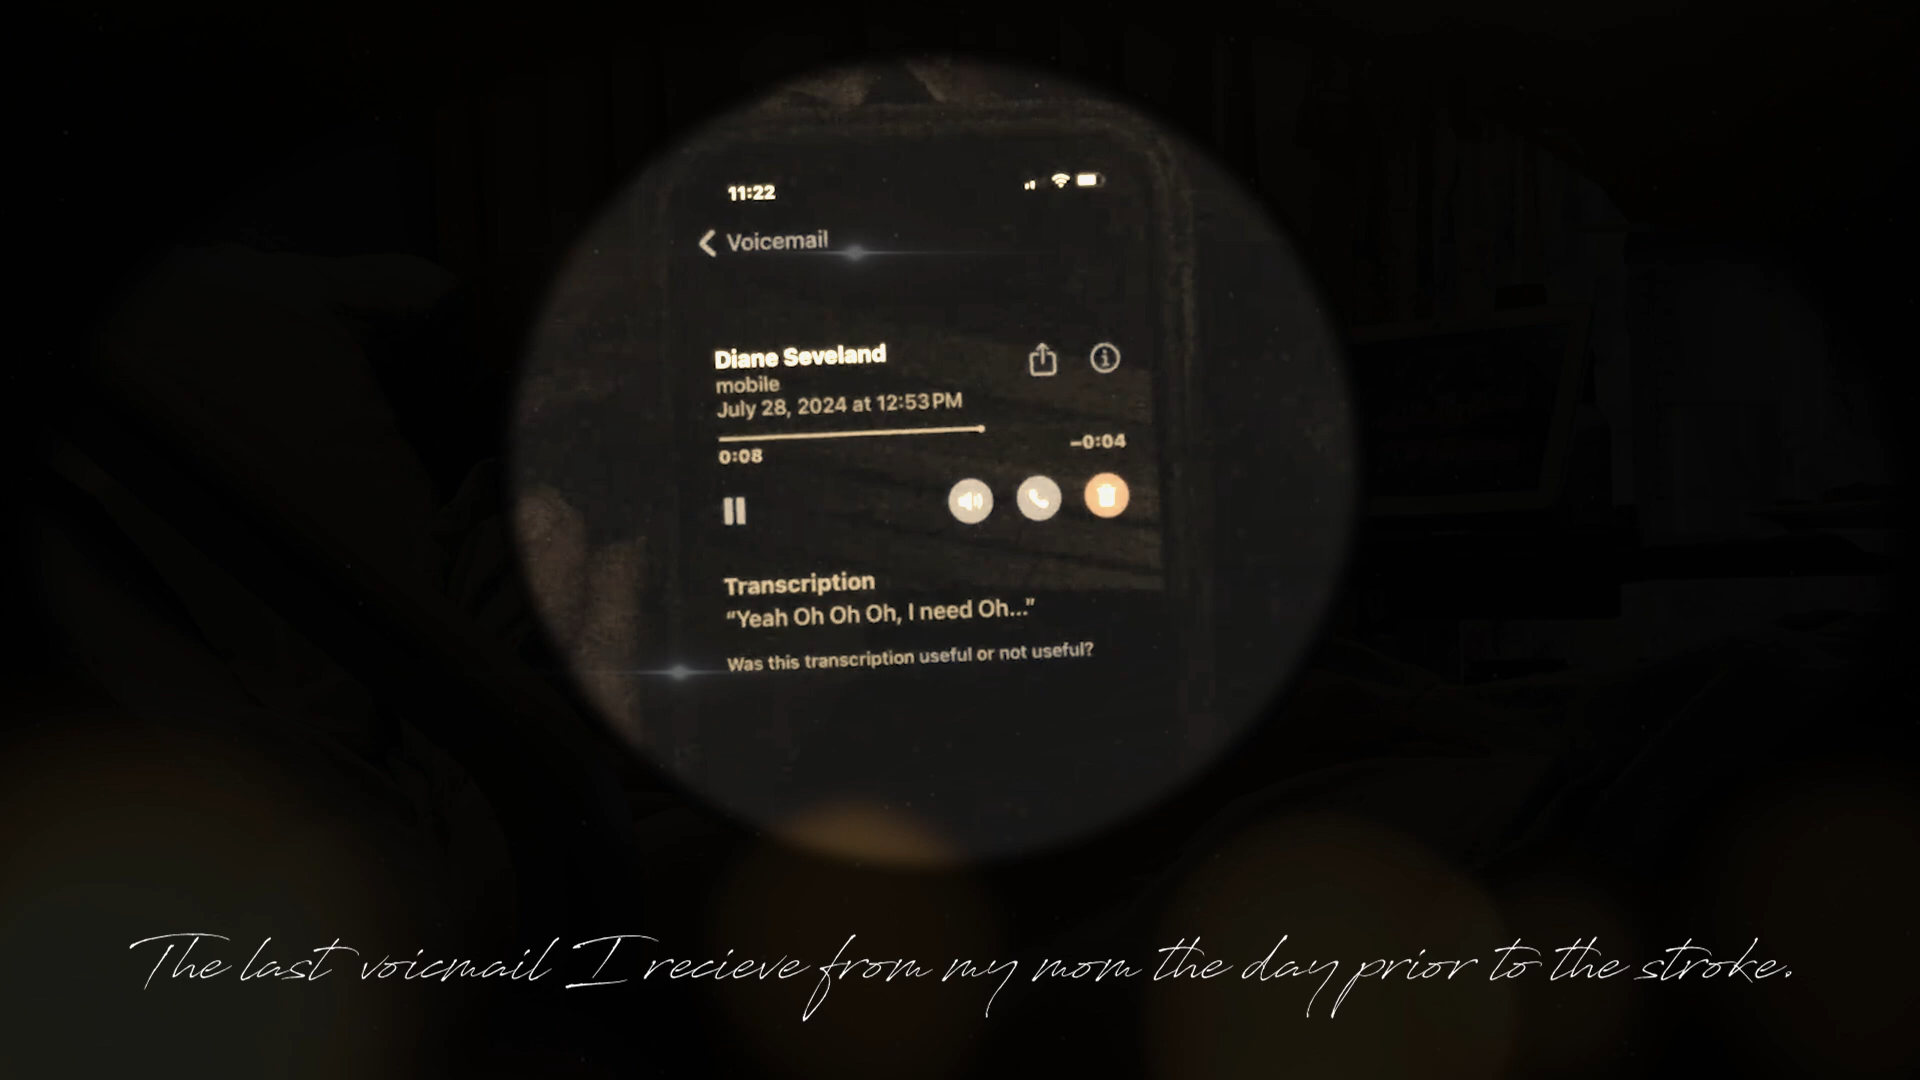 11:22
Voicemail
Diane Seveland
mobile
July 28, 2024 at 12:53 PM
0:08
-0:04
Transcription
“Yeah Oh Oh Oh, I need Oh...”
Was this transcription useful or not useful?
The last voicmail I recieve from my mom the day prior to the stroke.